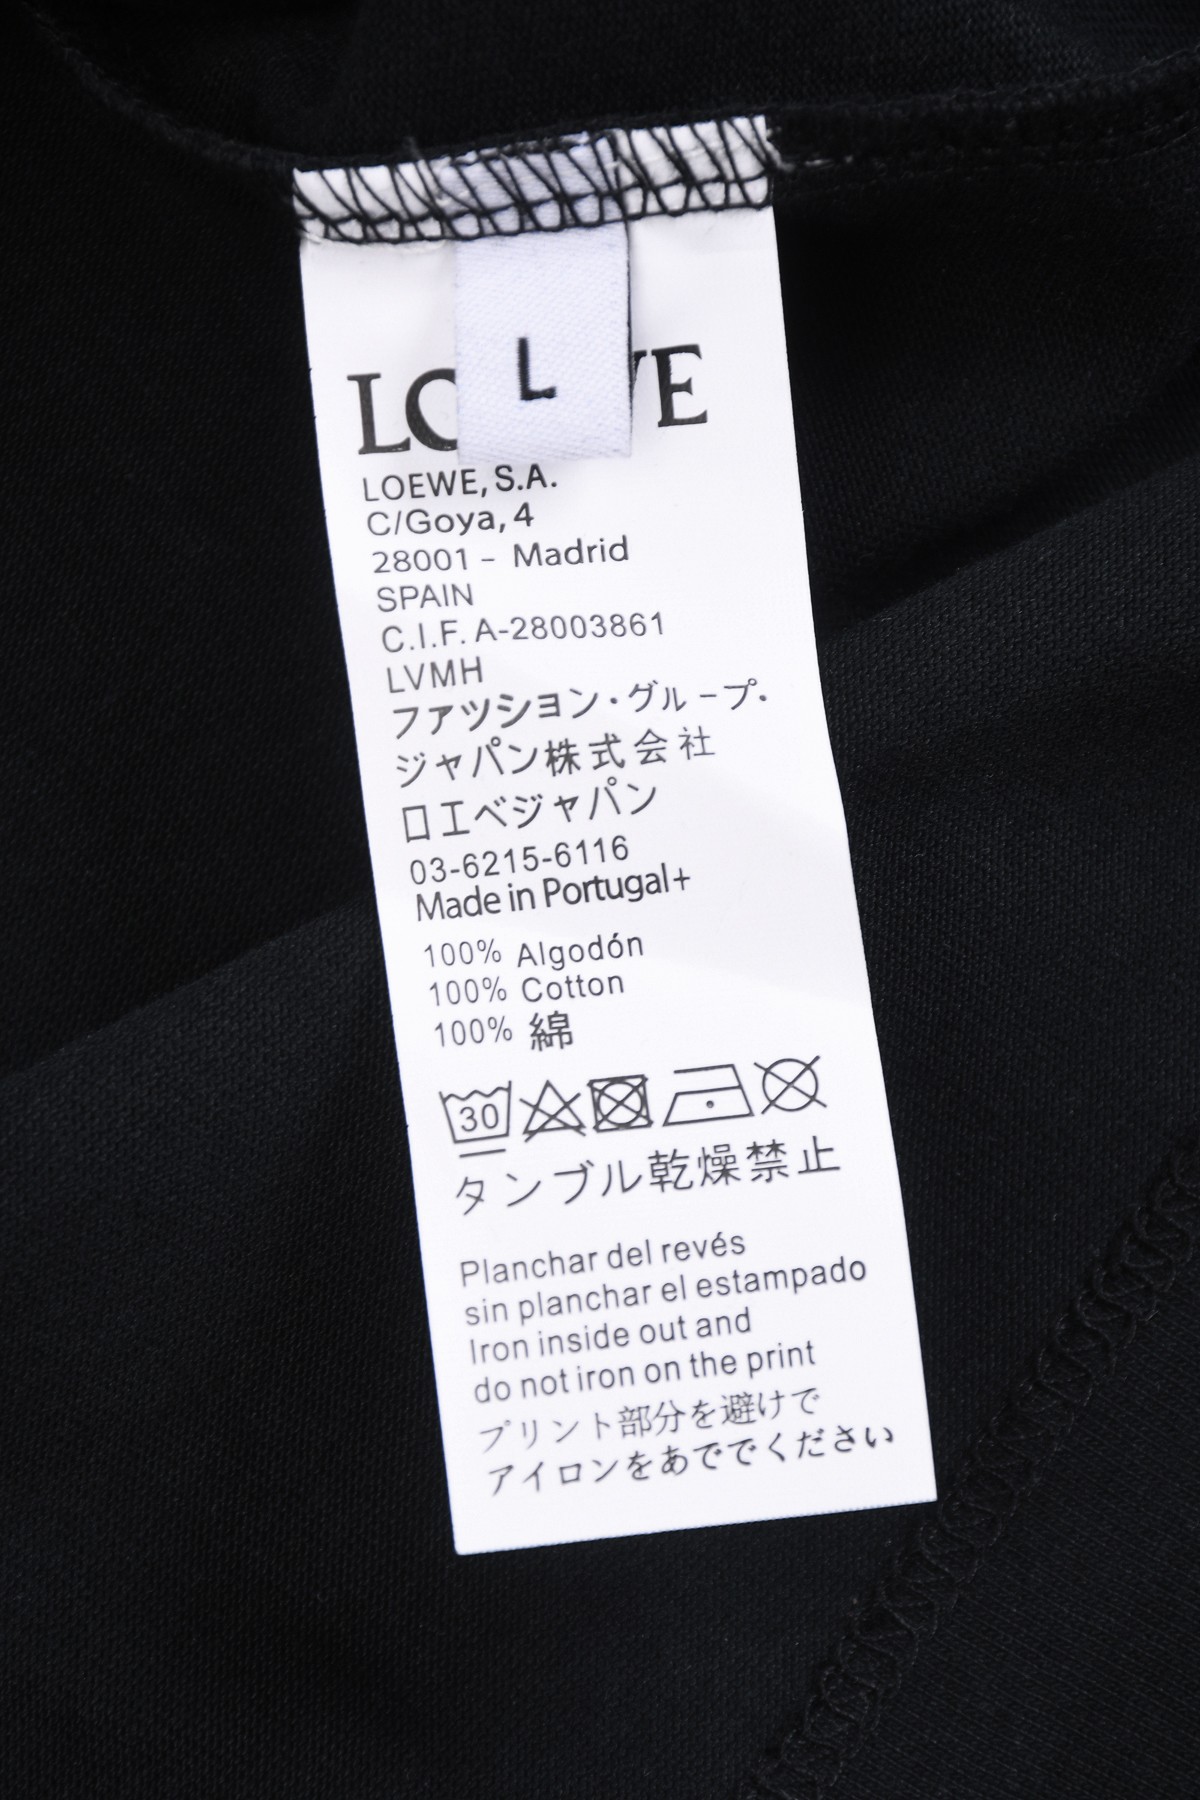 L
LOEWE
LOEWE, S.A.
C/Goya, 4
28001 - Madrid
SPAIN
C.I.F. A-28003861
LVMH
ファッション・グループ・
ジャパン株式会社
ロエベジャパン
03-6215-6116
Made in Portugal+
100% Algodón
100% Cotton
100% 綿
30
タンブル乾燥禁止
Planchar del revés
sin planchar el estampado
Iron inside out and
do not iron on the print
プリント部分を避けで
アイロンをあででください